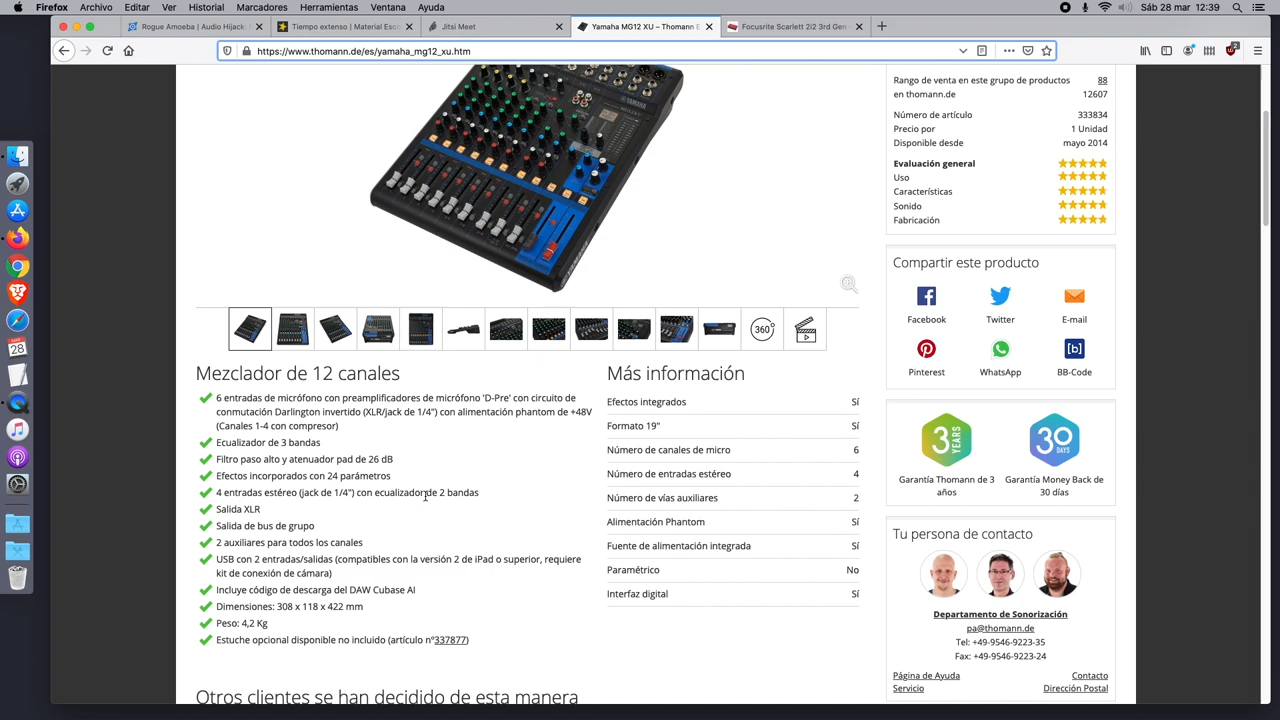 Firefox Archivo Editar Ver Historial Marcadores Herramientas Ventana Ayuda
Sáb 28 mar 12:39
Rogue Amoeba | Audio Hijack:
Tiempo extenso | Material Esco
Jitsi Meet
Yamaha MG12 XU – Thomann E
Focusrite Scarlett 2i2 3rd Gen
https://www.thomann.de/es/yamaha_mg12_xu.htm
2
Rango de venta en este grupo de productos 88
en thomann.de 12607
Número de artículo 333834
Precio por 1 Unidad
Disponible desde mayo 2014
Evaluación general
Uso
Características
Sonido
Fabricación
YAMAHA
Compartir este producto
Facebook Twitter E-mail
[b]
Pinterest WhatsApp BB-Code
360°
Mezclador de 12 canales
6 entradas de micrófono con preamplificadores de micrófono 'D-Pre' con circuito de
conmutación Darlington invertido (XLR/jack de 1/4") con alimentación phantom de +48V
(Canales 1-4 con compresor)
Ecualizador de 3 bandas
Filtro paso alto y atenuador pad de 26 dB
Efectos incorporados con 24 parámetros
4 entradas estéreo (jack de 1/4") con ecualizador de 2 bandas
Salida XLR
Salida de bus de grupo
2 auxiliares para todos los canales
USB con 2 entradas/salidas (compatibles con la versión 2 de iPad o superior, requiere
kit de conexión de cámara)
Incluye código de descarga del DAW Cubase AI
Dimensiones: 308 x 118 x 422 mm
Peso: 4,2 Kg
Estuche opcional disponible no incluido (artículo nº337877)
Más información
Efectos integrados Sí
Formato 19" Sí
Número de canales de micro 6
Número de entradas estéreo 4
Número de vías auxiliares 2
Alimentación Phantom Sí
Fuente de alimentación integrada Sí
Paramétrico No
Interfaz digital Sí
3 YEARS
30 DAYS
Garantía Thomann de 3
años
Garantía Money Back de
30 días
Tu persona de contacto
Departamento de Sonorización
pa@thomann.de
Tel: +49-9546-9223-35
Fax: +49-9546-9223-24
Página de Ayuda Contacto
Servicio Dirección Postal
28
Otros clientes se han decidido de esta manera